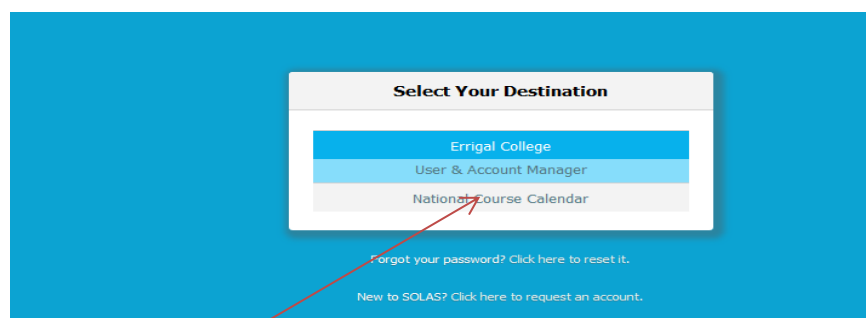 Select Your Destination
Errigal College
User & Account Manager
National Course Calendar
Forgot your password? Click here to reset it.
New to SOLAS? Click here to request an account.